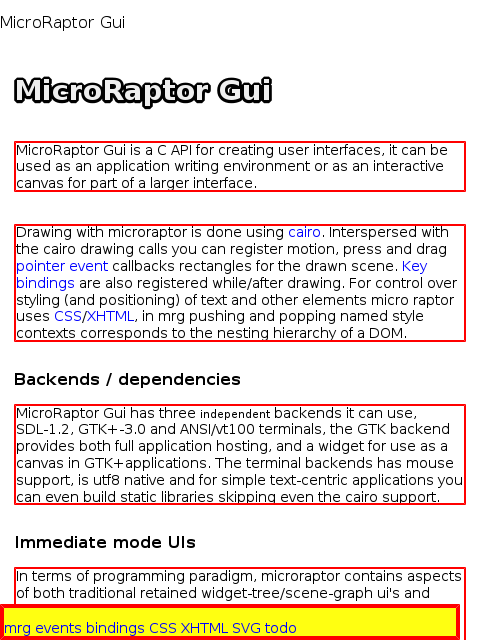 MicroRaptor Gui
MicroRaptor Gui
MicroRaptor Gui is a C API for creating user interfaces, it can be
used as an application writing environment or as an interactive
canvas for part of a larger interface.
Drawing with microraptor is done using cairo. Interspersed with
the cairo drawing calls you can register motion, press and drag
pointer event callbacks rectangles for the drawn scene. Key
bindings are also registered while/after drawing. For control over
styling (and positioning) of text and other elements micro raptor
uses CSS/XHTML, in mrg pushing and popping named style
contexts corresponds to the nesting hierarchy of a DOM.
Backends / dependencies
MicroRaptor Gui has three independent backends it can use,
SDL-1.2, GTK+-3.0 and ANSI/vt100 terminals, the GTK backend
provides both full application hosting, and a widget for use as a
canvas in GTK+applications. The terminal backends has mouse
support, is utf8 native and for simple text-centric applications you
can even build static libraries skipping even the cairo support.
Immediate mode UIs
In terms of programming paradigm, microraptor contains aspects
of both traditional retained widget-tree/scene-graph ui's and
mrg events bindings CSS XHTML SVG todo